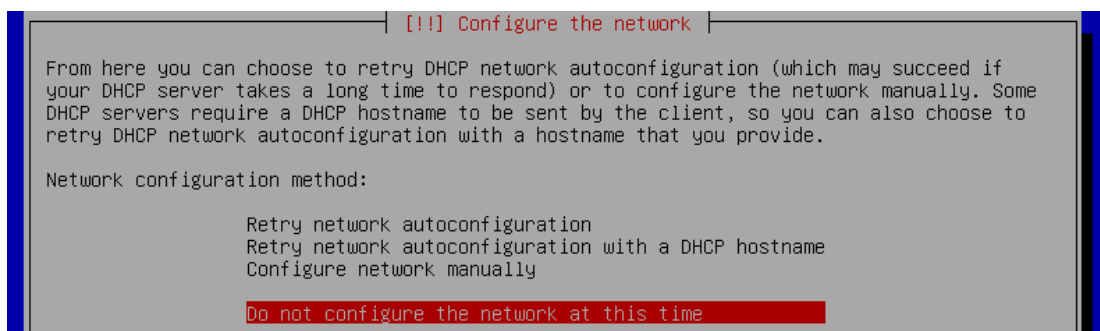 [!!] Configure the network
From here you can choose to retry DHCP network autoconfiguration (which may succeed if
your DHCP server takes a long time to respond) or to configure the network manually. Some
DHCP servers require a DHCP hostname to be sent by the client, so you can also choose to
retry DHCP network autoconfiguration with a hostname that you provide.
Network configuration method:
Retry network autoconfiguration
Retry network autoconfiguration with a DHCP hostname
Configure network manually
Do not configure the network at this time